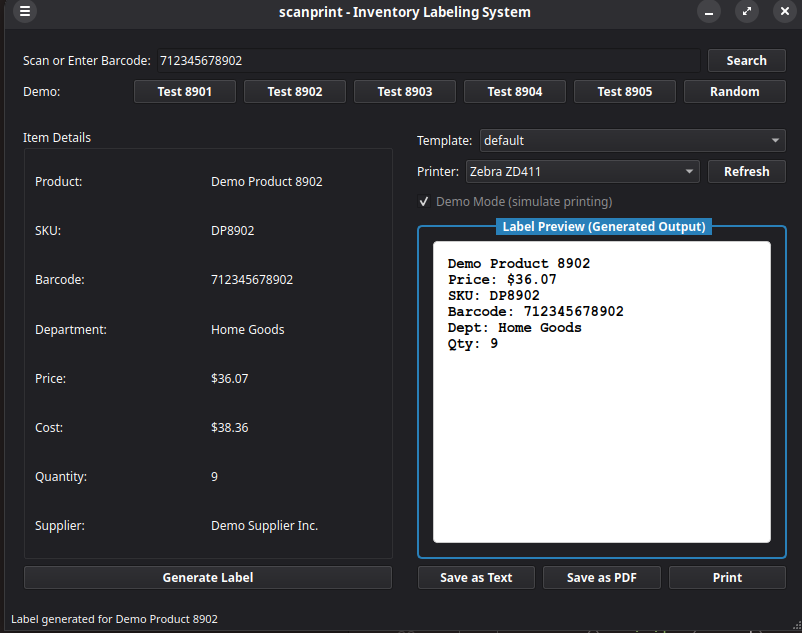 scanprint - Inventory Labeling System
Scan or Enter Barcode: 712345678902 Search
Demo: Test 8901 Test 8902 Test 8903 Test 8904 Test 8905 Random
Item Details
Product: Demo Product 8902
SKU: DP8902
Barcode: 712345678902
Department: Home Goods
Price: $36.07
Cost: $38.36
Quantity: 9
Supplier: Demo Supplier Inc.
Generate Label
Template: default
Printer: Zebra ZD411 Refresh
Demo Mode (simulate printing)
Label Preview (Generated Output)
Demo Product 8902
Price: $36.07
SKU: DP8902
Barcode: 712345678902
Dept: Home Goods
Qty: 9
Save as Text Save as PDF Print
Label generated for Demo Product 8902